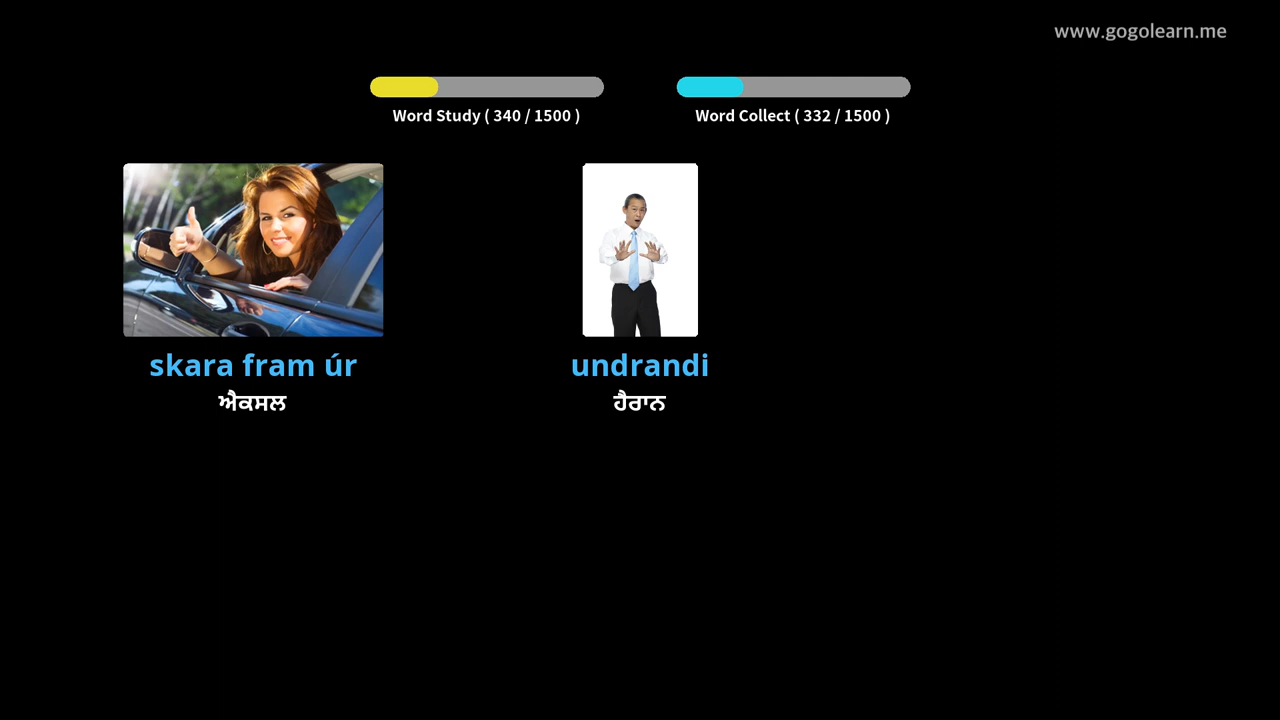 www.gogolearn.me
Word Study ( 340 / 1500 )
Word Collect ( 332 / 1500 )
skara fram úr
undrandi
ਐਕਸਲ
ਹੈਰਾਨ